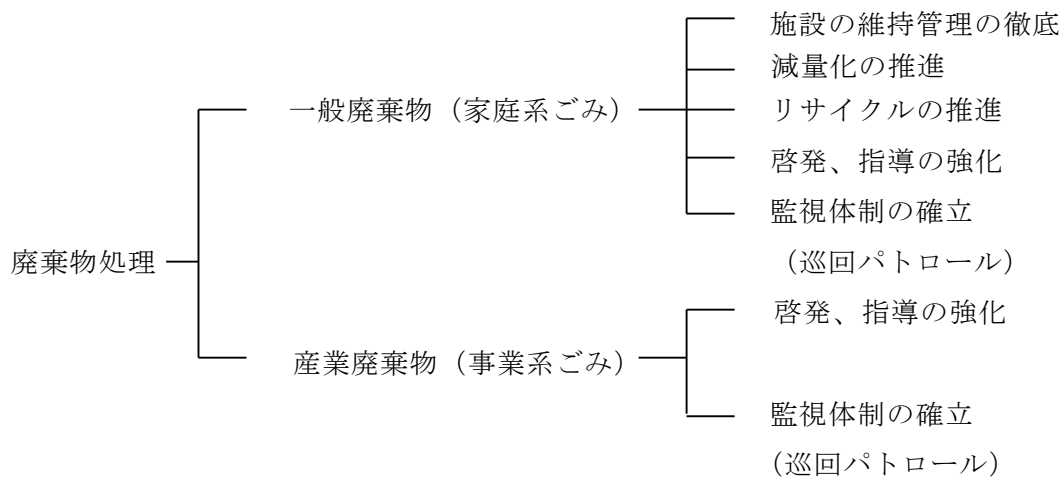 施設の維持管理の徹底
減量化の推進
一般廃棄物（家庭系ごみ）
リサイクルの推進
啓発、指導の強化
監視体制の確立
（巡回パトロール）
廃棄物処理
啓発、指導の強化
産業廃棄物（事業系ごみ）
監視体制の確立
（巡回パトロール）